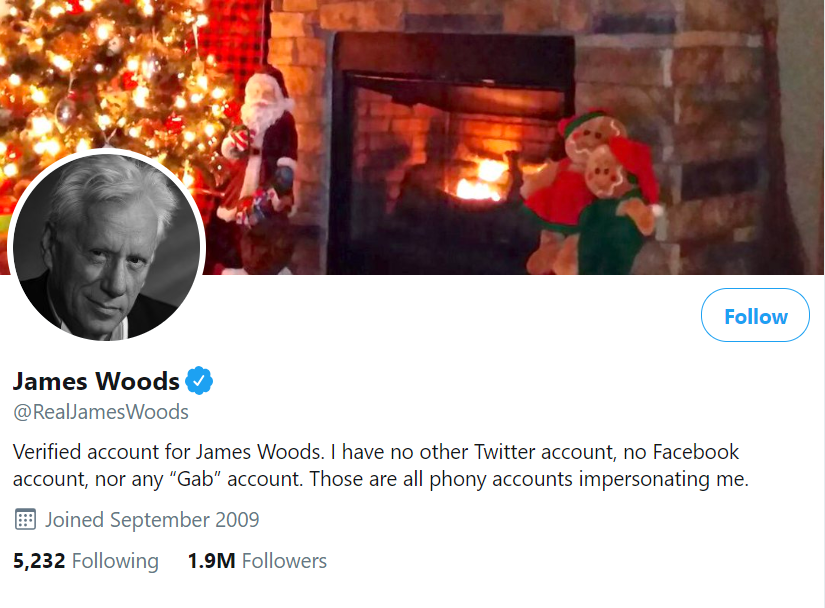 Follow
James Woods
@RealJamesWoods
Verified account for James Woods. I have no other Twitter account, no Facebook
account, nor any “Gab” account. Those are all phony accounts impersonating me.
Joined September 2009
5,232 Following 1.9M Followers